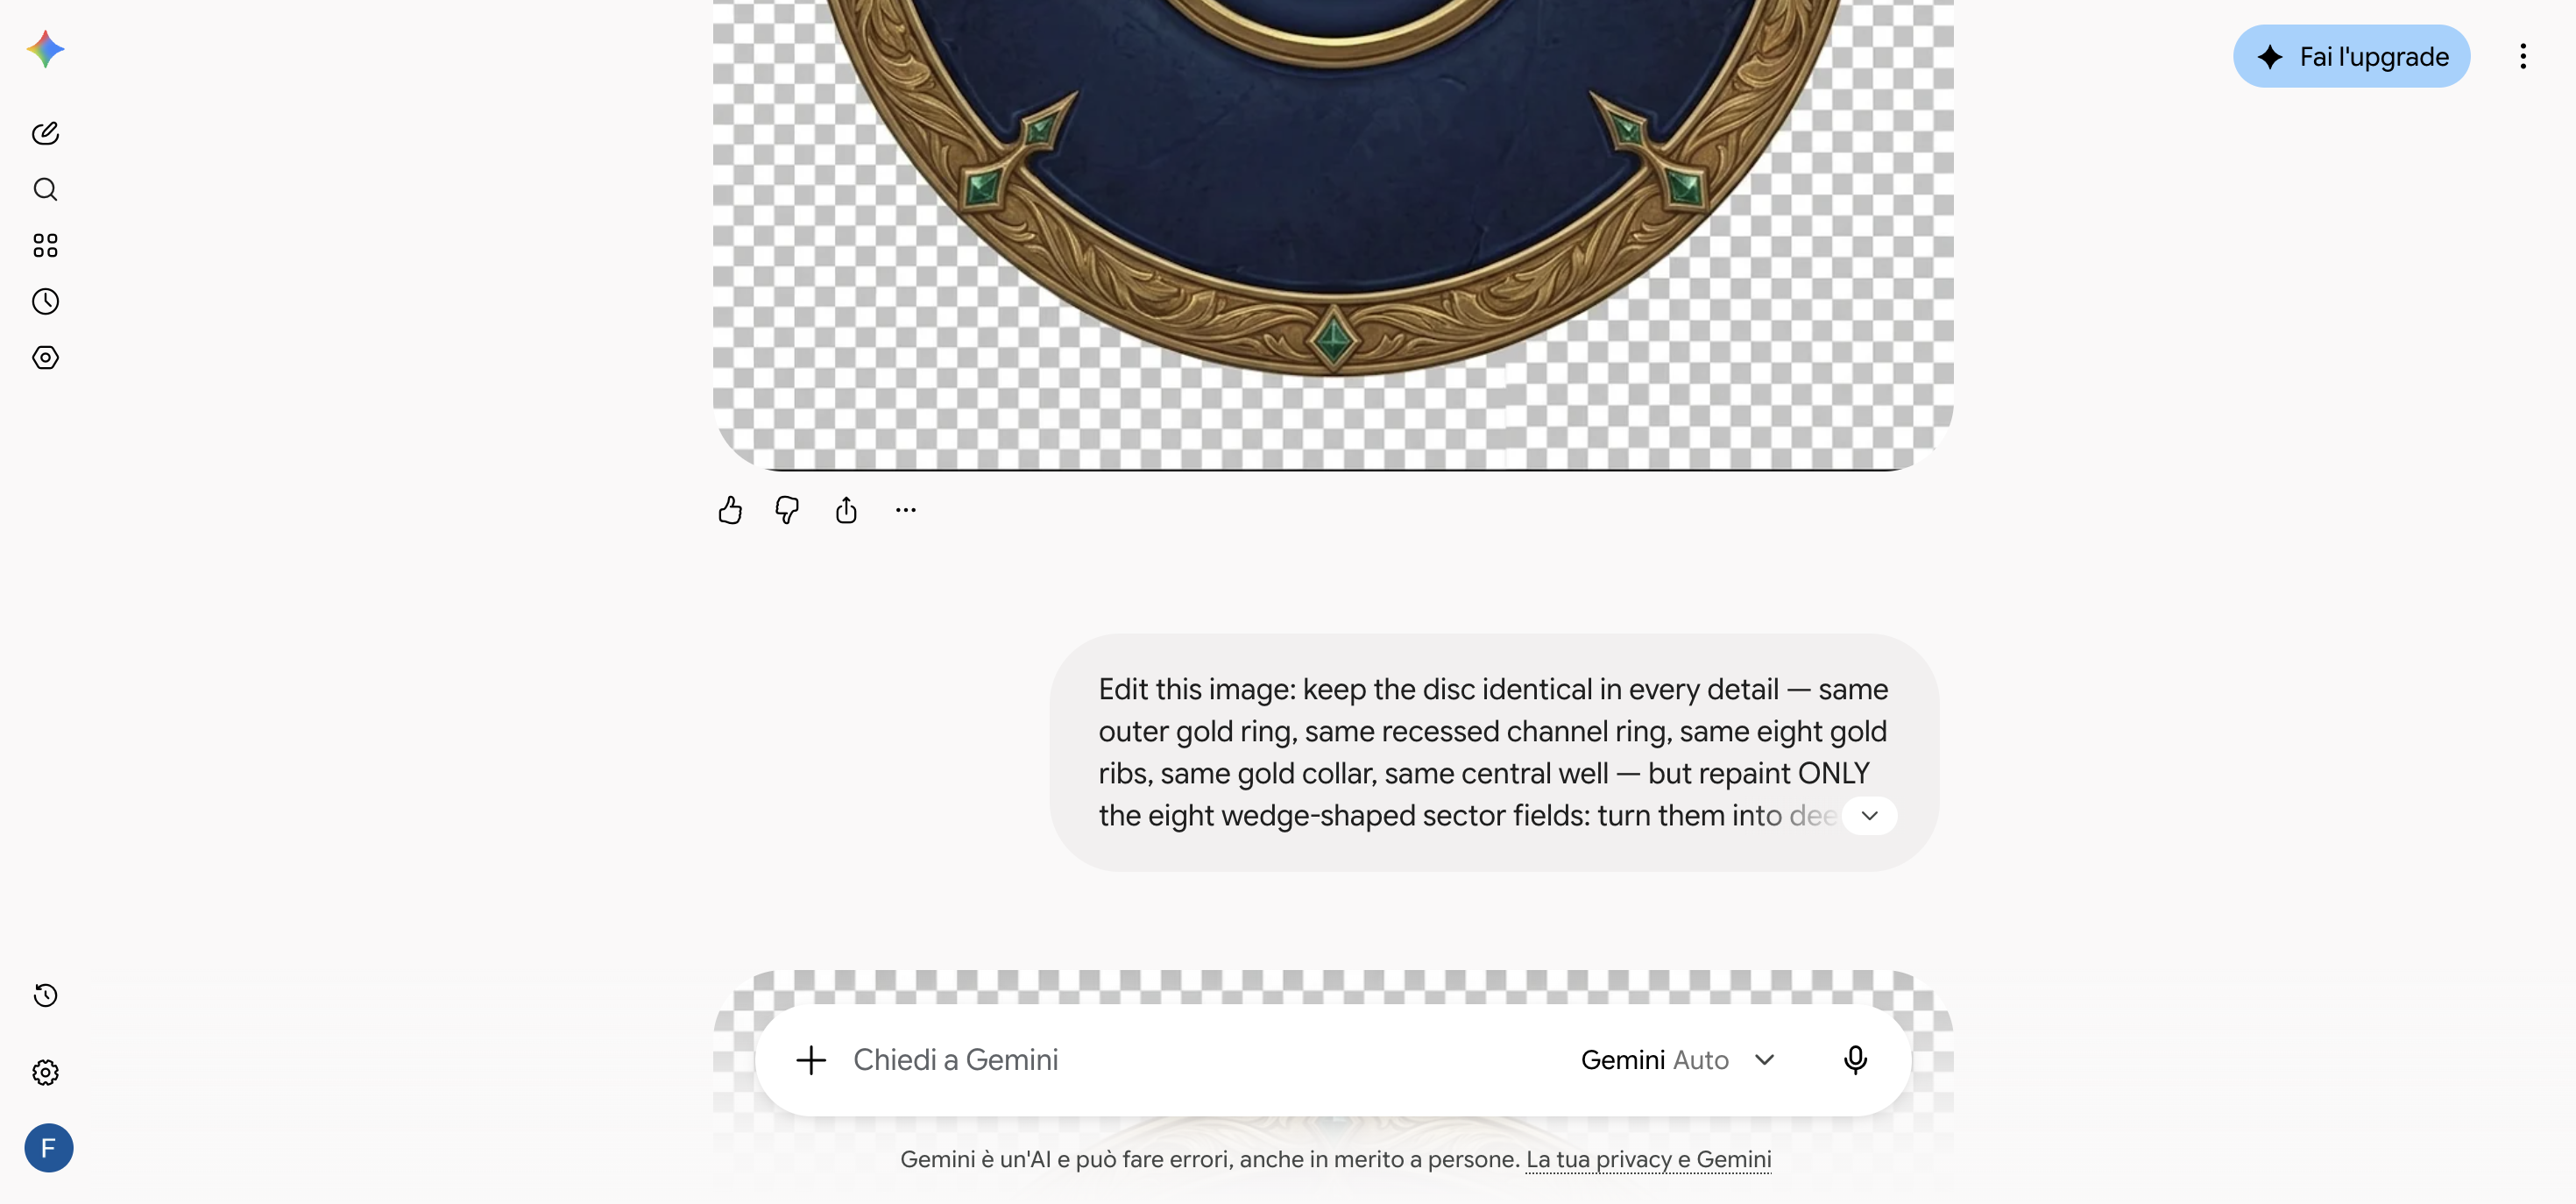 Fai l'upgrade
Edit this image: keep the disc identical in every detail — same
outer gold ring, same recessed channel ring, same eight gold
ribs, same gold collar, same central well — but repaint ONLY
the eight wedge-shaped sector fields: turn them into dee
Chiedi a Gemini
Gemini Auto
F
Gemini è un'AI e può fare errori, anche in merito a persone. La tua privacy e Gemini